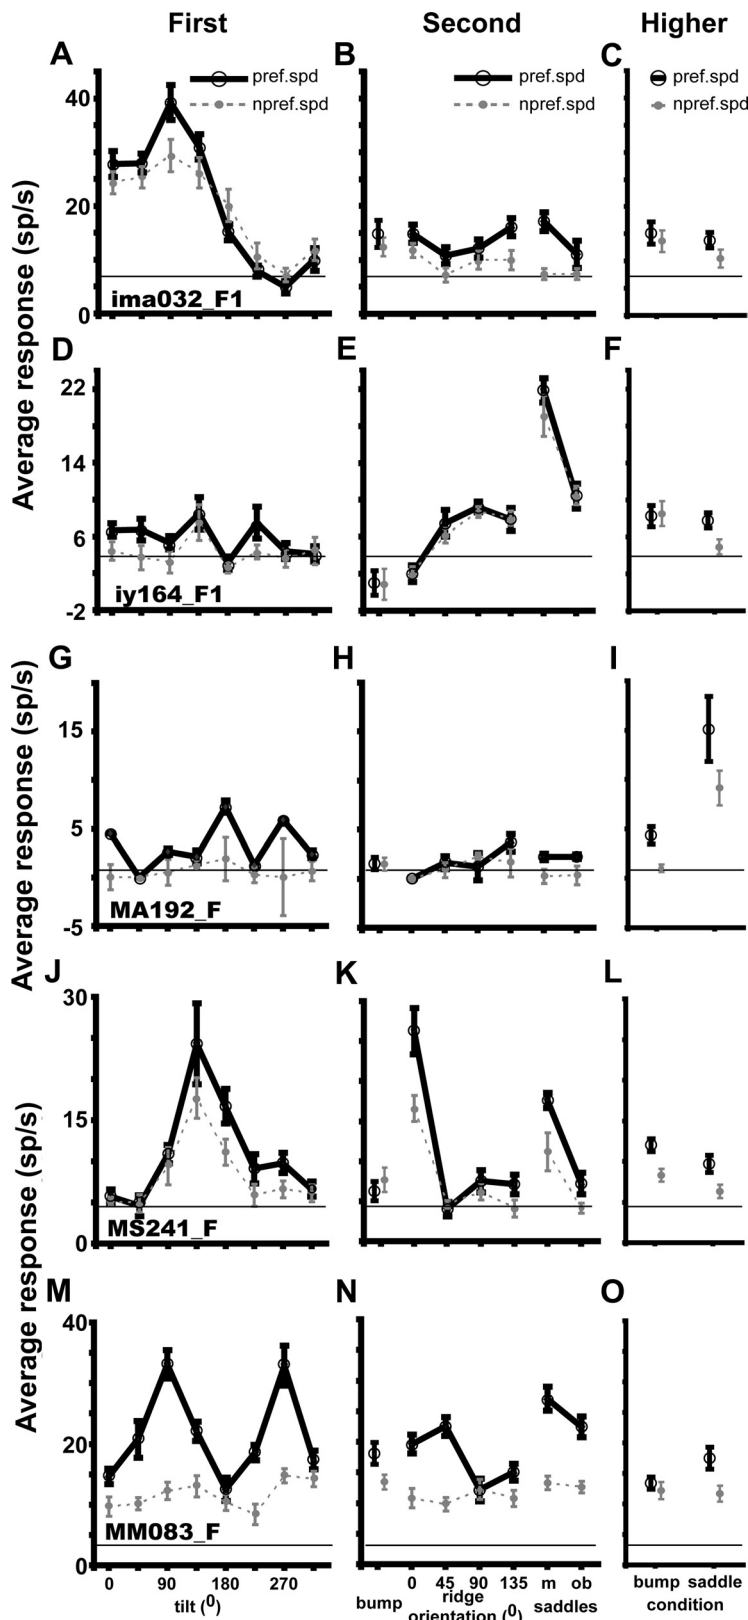 First Second Higher
A B C
pref.spd pref.spd pref.spd
npref.spd npref.spd npref.spd
40
20
0
Average response (sp/s)
ima032_F1
D E F
22
14
6
-2
Average response (sp/s)
iy164_F1
G H I
15
5
-5
Average response (sp/s)
MA192_F
J K L
30
15
0
Average response (sp/s)
MS241_F
M N O
40
20
0
MM083_F
0 90 180 270 0 45 90 135 m ob bump saddle
tilt (0) bump ridge saddles condition
orientation (0)